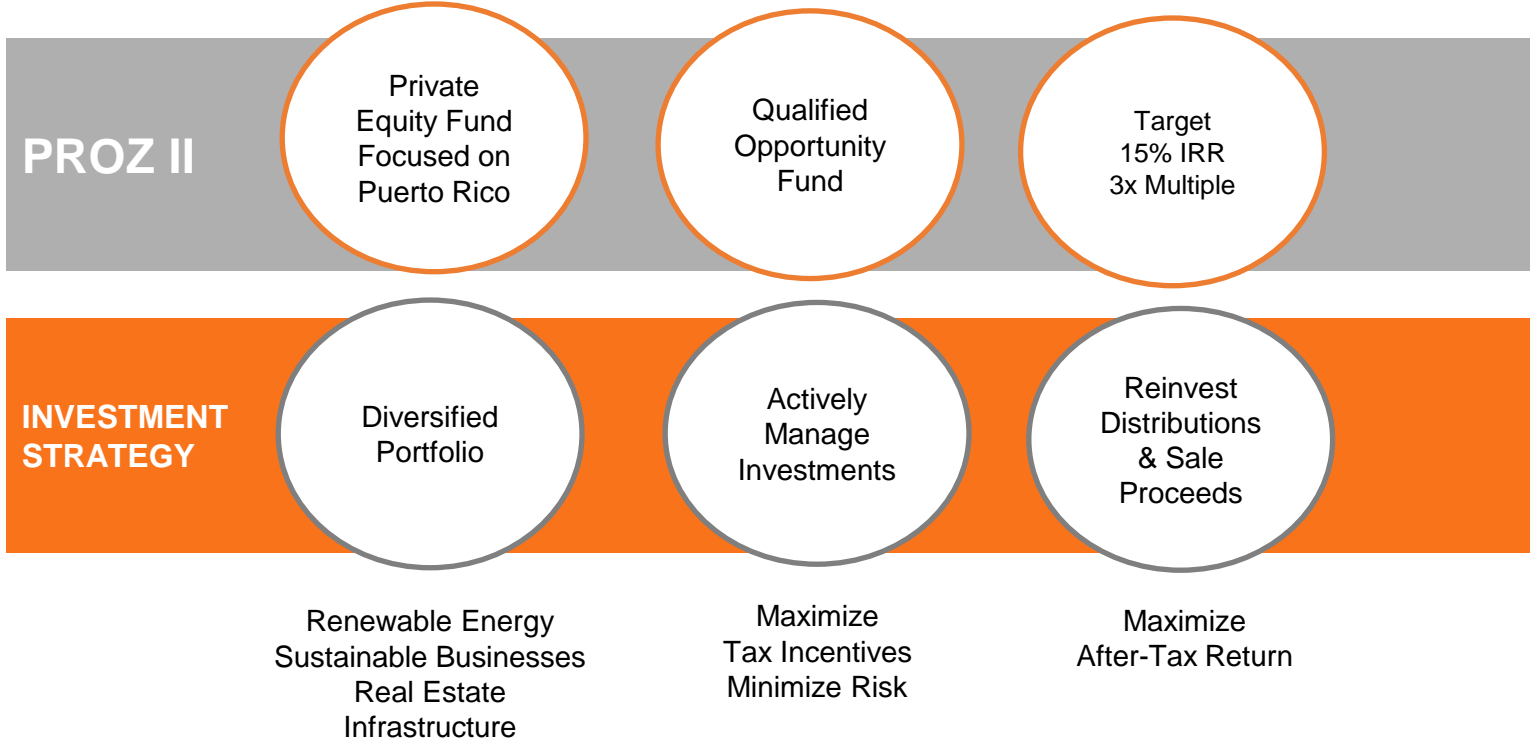 PROZ II
Private
Equity Fund
Focused on
Puerto Rico
Qualified
Opportunity
Fund
Target
15% IRR
3x Multiple
INVESTMENT
STRATEGY
Diversified
Portfolio
Actively
Manage
Investments
Reinvest
Distributions
& Sale
Proceeds
Renewable Energy
Sustainable Businesses
Real Estate
Infrastructure
Maximize
Tax Incentives
Minimize Risk
Maximize
After-Tax Return